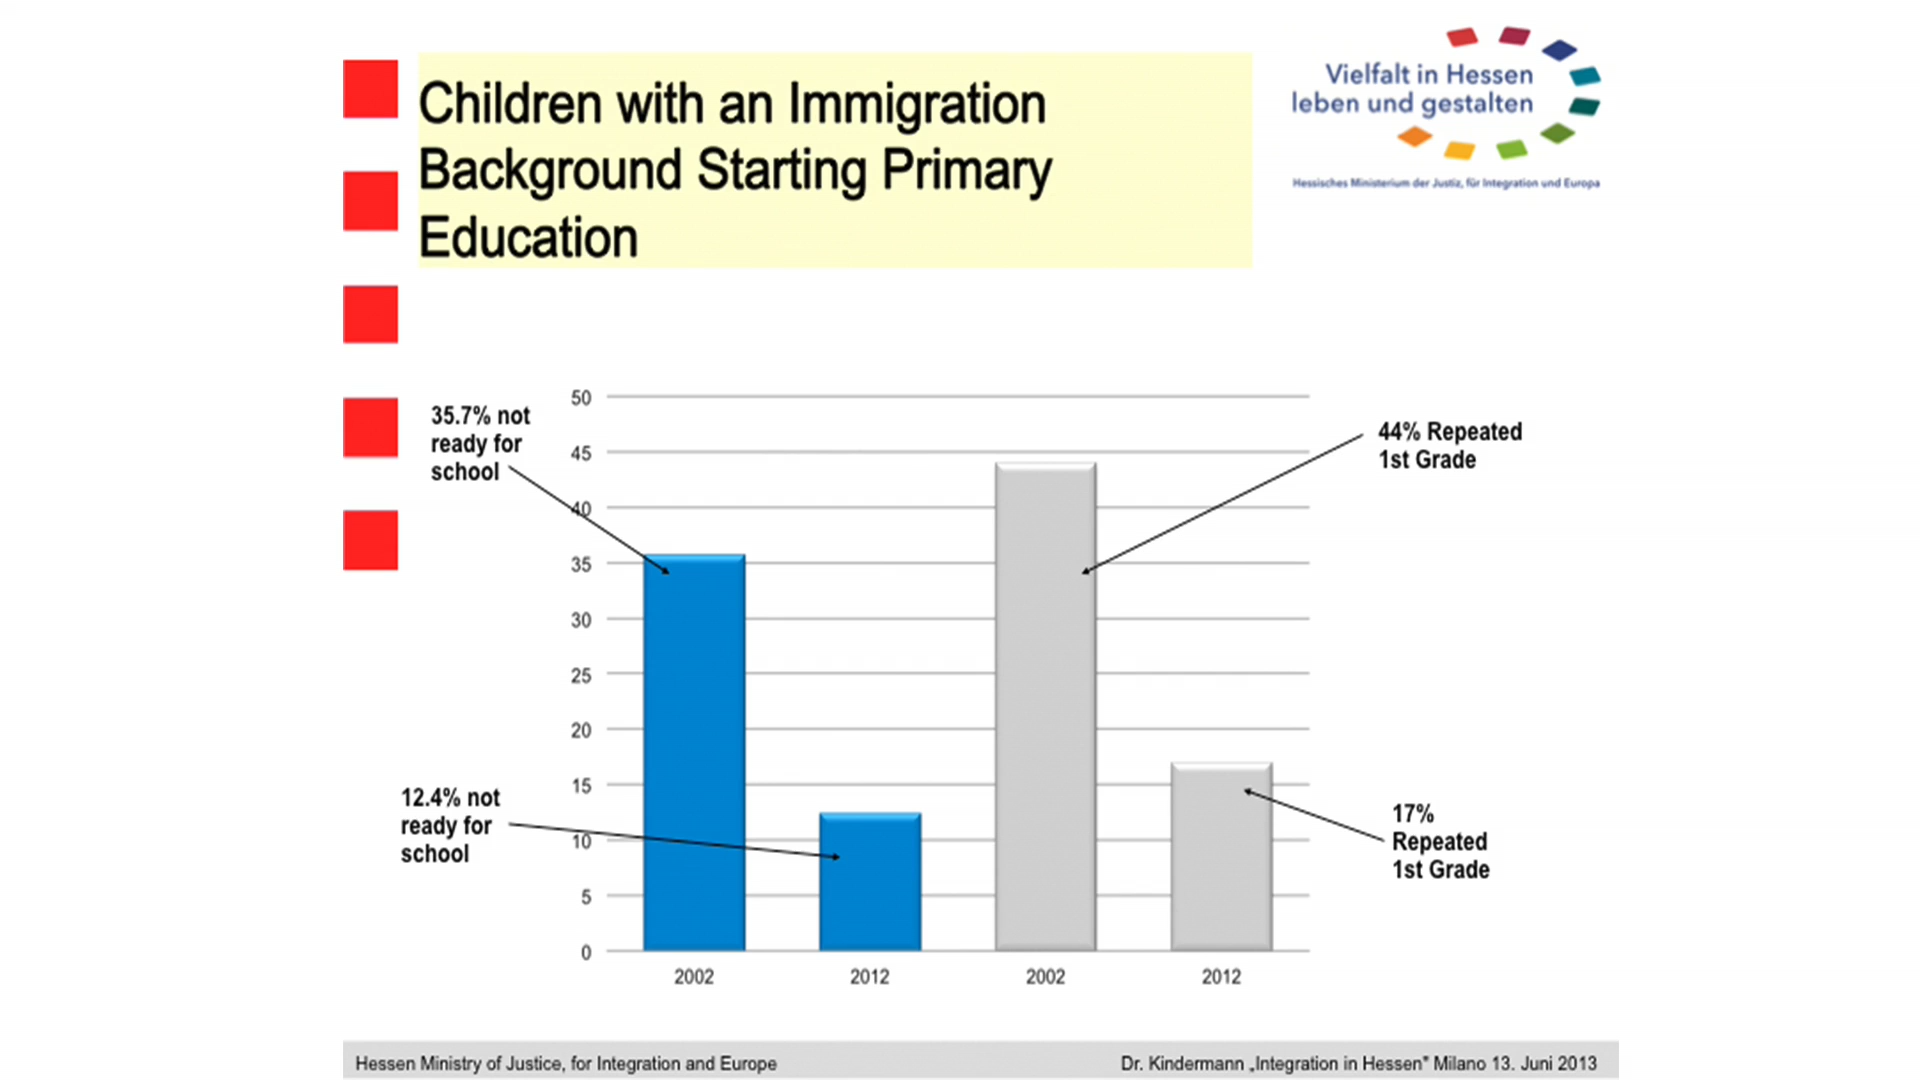 Children with an Immigration
Background Starting Primary
Education
Vielfalt in Hessen
leben und gestalten
Hessisches Ministerium der Justiz, für Integration und Europa
35.7% not
ready for
school
12.4% not
ready for
school
50
45
40
35
30
25
20
15
10
5
0
2002 2012 2002 2012
44% Repeated
1st Grade
17%
Repeated
1st Grade
Hessen Ministry of Justice, for Integration and Europe
Dr. Kindermann „Integration in Hessen" Milano 13. Juni 2013